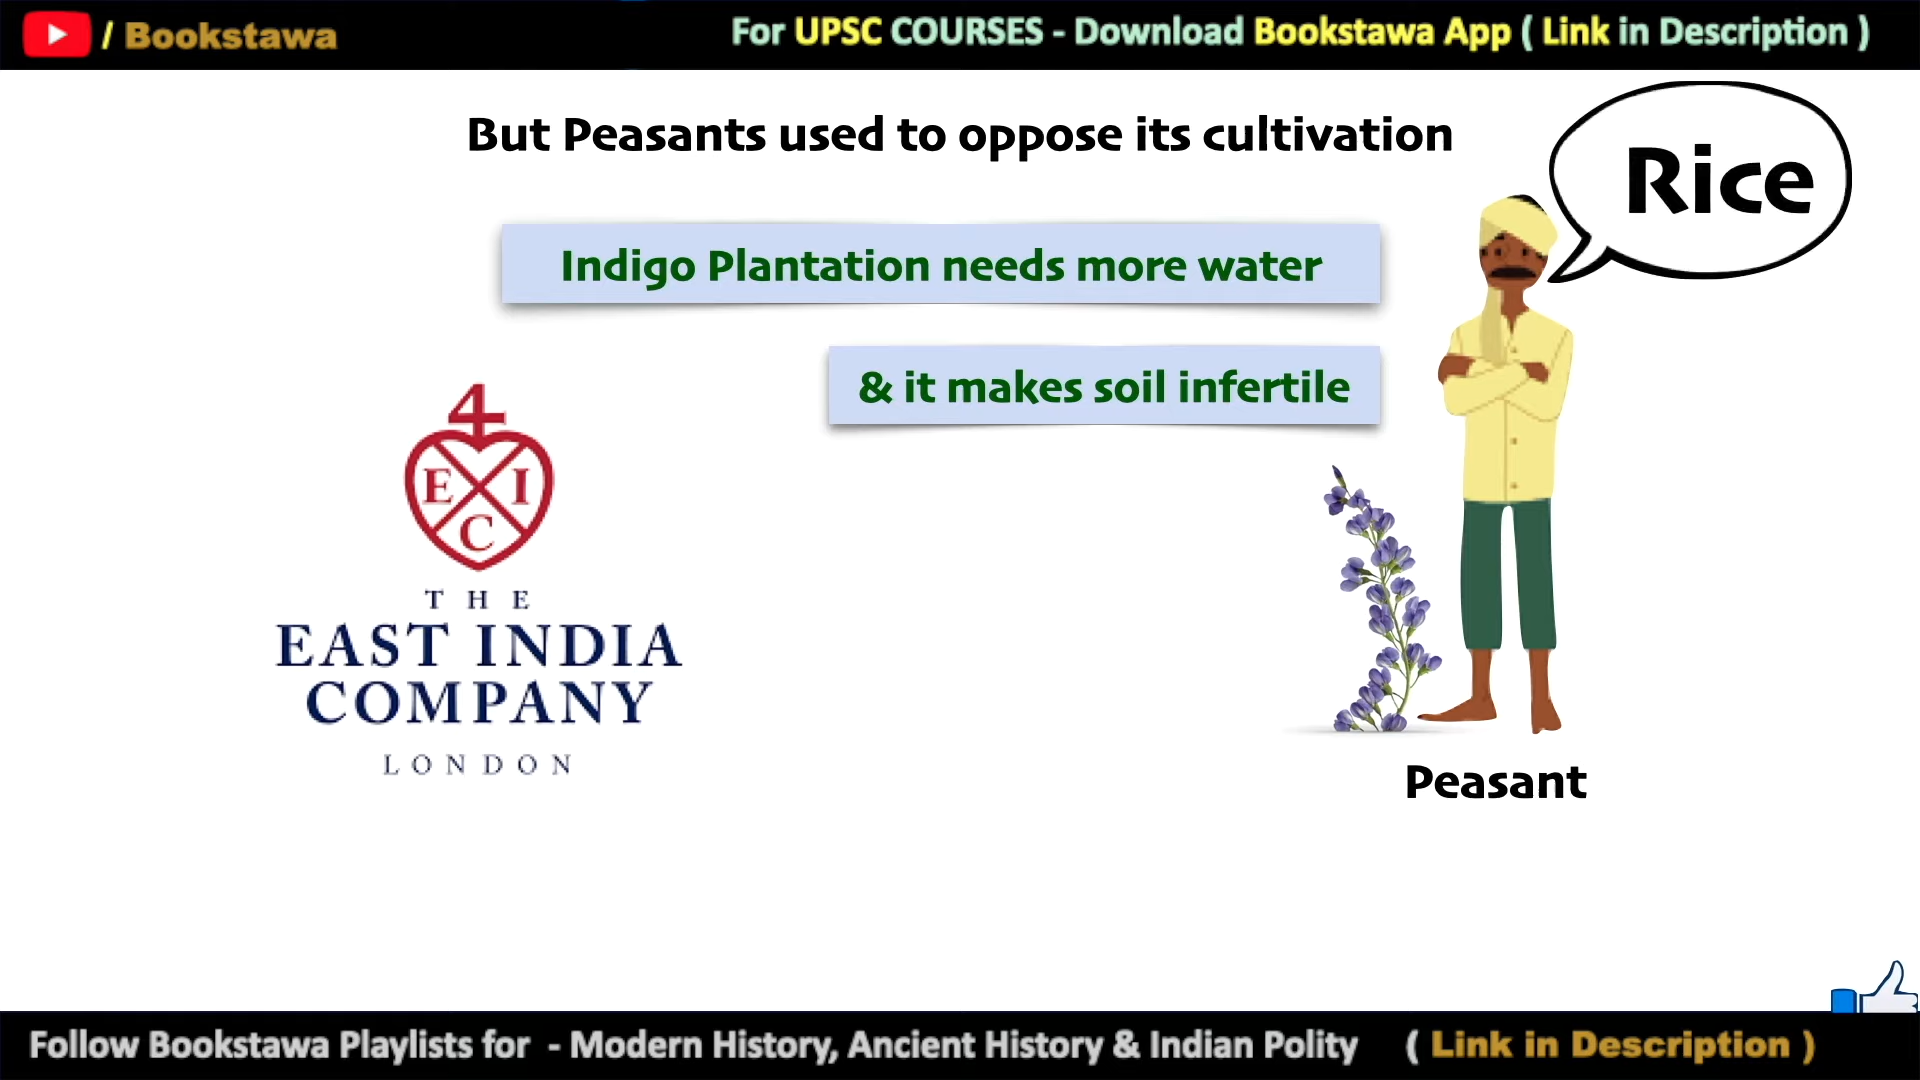 / Bookstawa
For UPSC COURSES - Download Bookstawa App ( Link in Description )
But Peasants used to oppose its cultivation
Rice
Indigo Plantation needs more water
& it makes soil infertile
4
E I
C
THE
EAST INDIA
COMPANY
LONDON
Peasant
Follow Bookstawa Playlists for - Modern History, Ancient History & Indian Polity ( Link in Description )